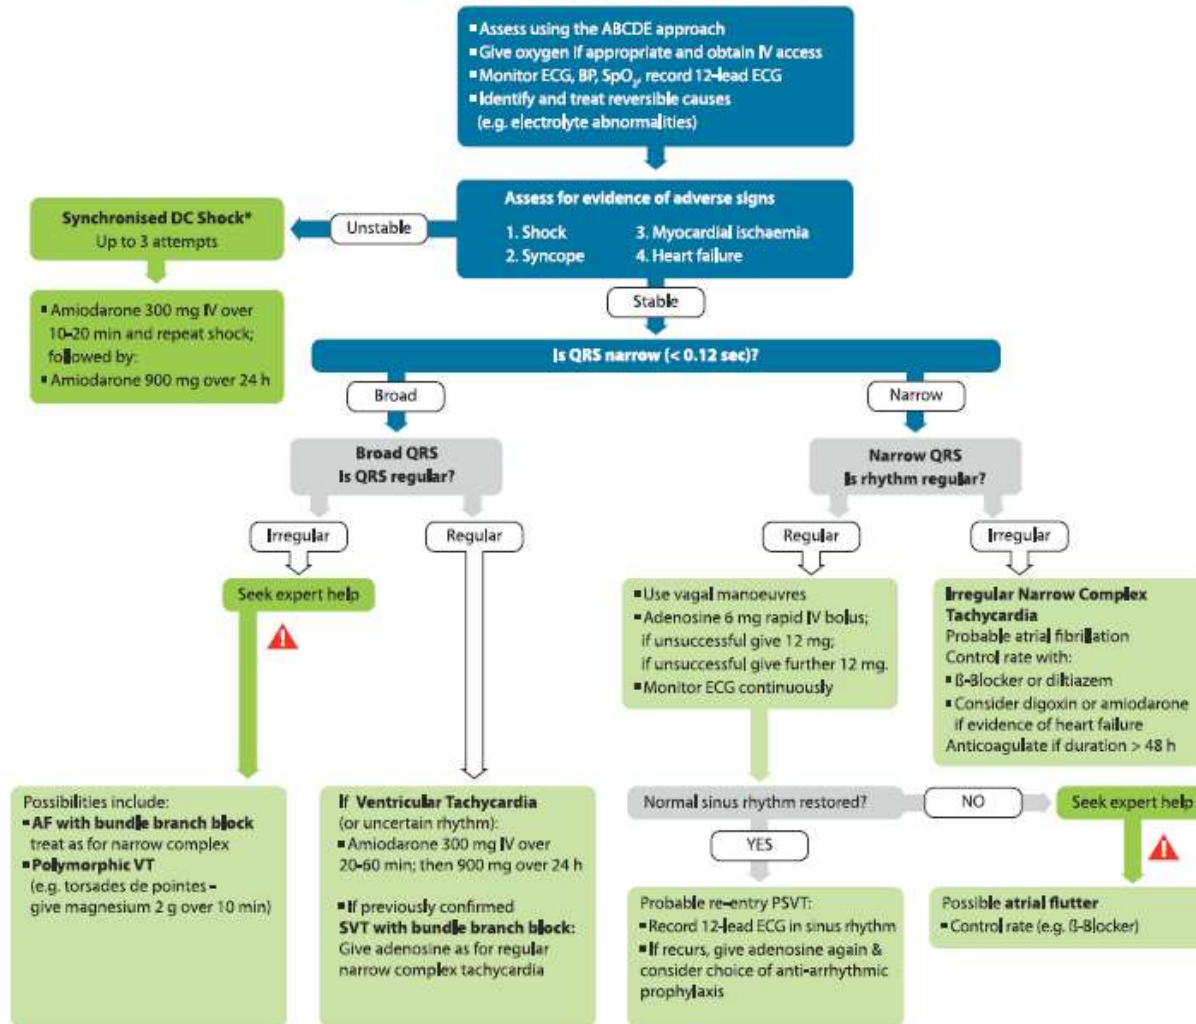 ▪ Assess using the ABCDE approach
▪ Give oxygen if appropriate and obtain IV access
▪ Monitor ECG, BP, SpO₂, record 12-lead ECG
▪ Identify and treat reversible causes
(e.g. electrolyte abnormalities)
Assess for evidence of adverse signs
1. Shock 3. Myocardial ischaemia
2. Syncope 4. Heart failure
Unstable
Synchronised DC Shock*
Up to 3 attempts
▪ Amiodarone 300 mg IV over
10-20 min and repeat shock;
followed by:
▪ Amiodarone 900 mg over 24 h
Stable
Is QRS narrow (< 0.12 sec)?
Broad
Narrow
Broad QRS
Is QRS regular?
Narrow QRS
Is rhythm regular?
Irregular
Regular
Regular
Irregular
Seek expert help
▪ Use vagal manoeuvres
▪ Adenosine 6 mg rapid IV bolus;
if unsuccessful give 12 mg;
if unsuccessful give further 12 mg.
▪ Monitor ECG continuously
Irregular Narrow Complex
Tachycardia
Probable atrial fibrillation
Control rate with:
▪ ß-Blocker or diltiazem
▪ Consider digoxin or amiodarone
if evidence of heart failure
Anticoagulate if duration > 48 h
Possibilities include:
▪ AF with bundle branch block
treat as for narrow complex
▪ Polymorphic VT
(e.g. torsades de pointes -
give magnesium 2 g over 10 min)
If Ventricular Tachycardia
(or uncertain rhythm):
▪ Amiodarone 300 mg IV over
20-60 min; then 900 mg over 24 h
▪ If previously confirmed
SVT with bundle branch block:
Give adenosine as for regular
narrow complex tachycardia
Normal sinus rhythm restored?
NO
Seek expert help
YES
Probable re-entry PSVT:
▪ Record 12-lead ECG in sinus rhythm
▪ If recurs, give adenosine again &
consider choice of anti-arrhythmic
prophylaxis
Possible atrial flutter
▪ Control rate (e.g. ß-Blocker)